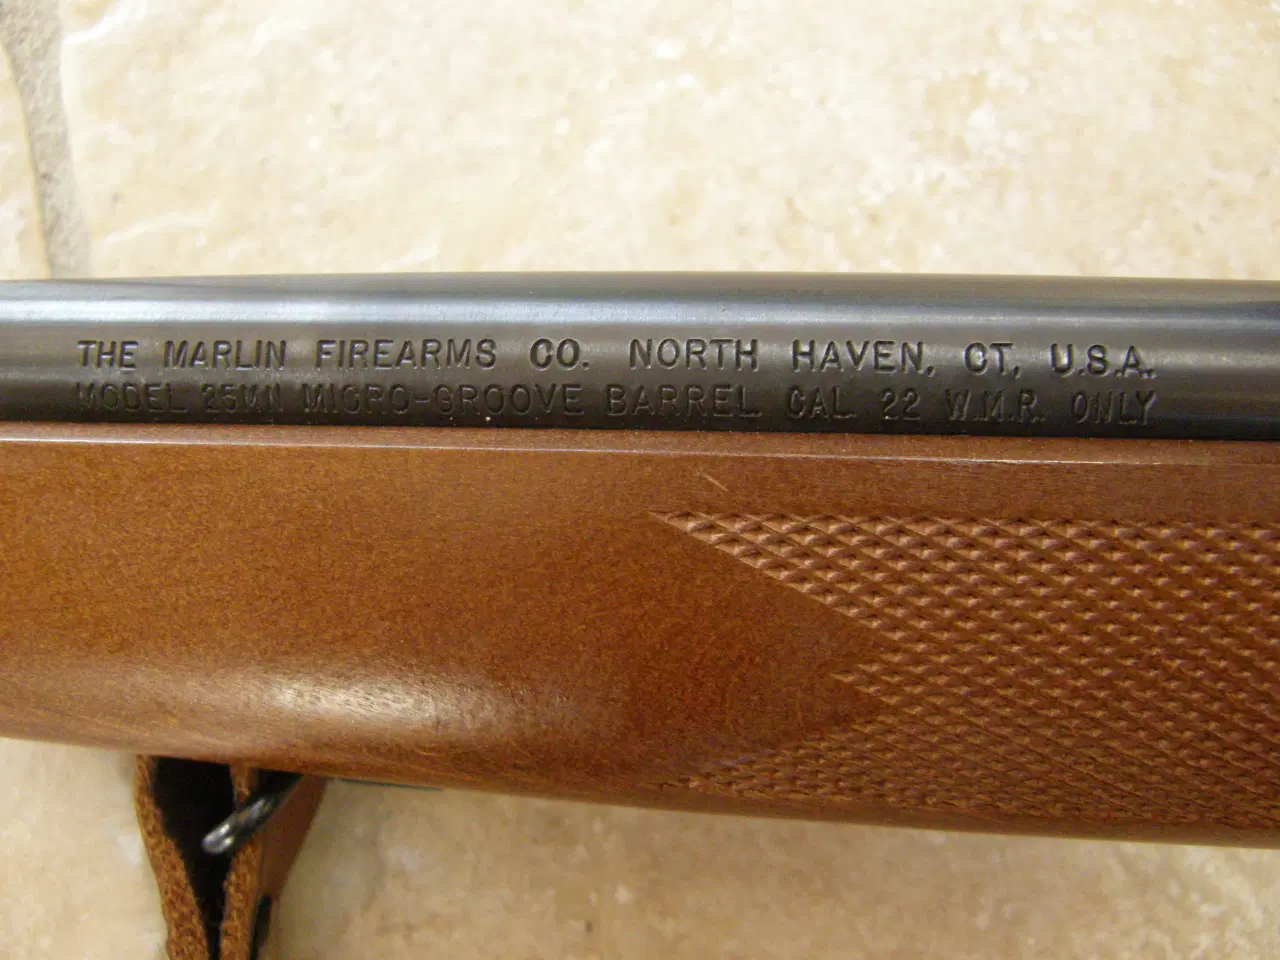 THE MARLIN FIREARMS CO. NORTH HAVEN, CT, U.S.A.
MODEL 25MN MICRO-GROOVE BARREL CAL 22 W.M.R. ONLY